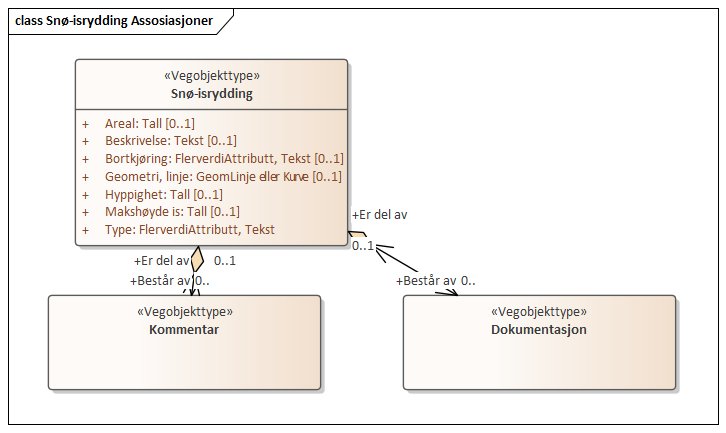 class Snø-isrydding Assosiasjoner
«Vegobjekttype»
Snø-isrydding
+ Areal: Tall [0..1]
+ Beskrivelse: Tekst [0..1]
+ Bortkjøring: FlerverdiAttributt, Tekst [0..1]
+ Geometri, linje: GeomLinje eller Kurve [0..1]
+ Hyppighet: Tall [0..1]
+ Makshøyde is: Tall [0..1]
+ Type: FlerverdiAttributt, Tekst
+Er del av
0..1
+Er del av 0..1
+Består av 0..
+Består av 0..
«Vegobjekttype»
Kommentar
«Vegobjekttype»
Dokumentasjon